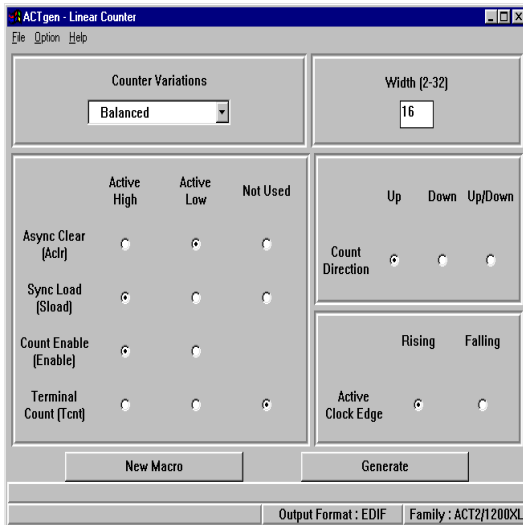 ACTgen - Linear Counter
File Option Help
Counter Variations
Balanced
Width (2-32)
16
Active High
Active Low
Not Used
Async Clear (Aclr)
Sync Load (Sload)
Count Enable (Enable)
Terminal Count (Tcnt)
Up Down Up/Down
Count Direction
Rising Falling
Active Clock Edge
New Macro
Generate
Output Format : EDIF
Family : ACT2/1200XL